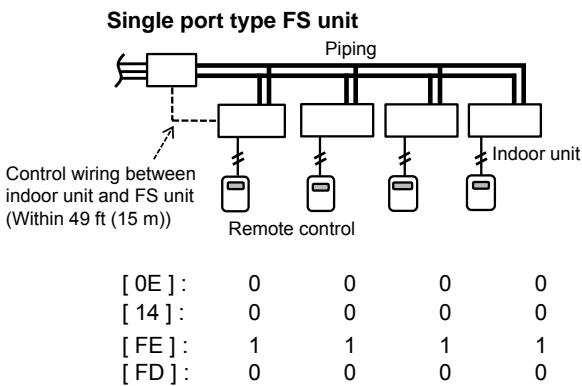 Single port type FS unit
Piping
Indoor unit
Control wiring between
indoor unit and FS unit
(Within 49 ft (15 m))
Remote control
[ 0E ] : 0 0 0 0
[ 14 ] : 0 0 0 0
[ FE ] : 1 1 1 1
[ FD ] : 0 0 0 0